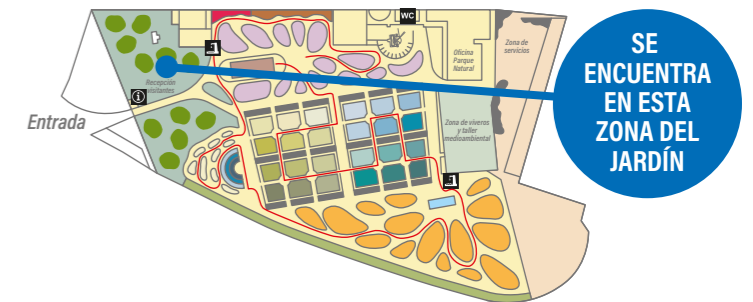 WC
Oficina
Parque
Natural
Zona de
servicios
Recepción
visitantes
i
Entrada
Zona de viveros
y taller
medioambiental
SE
ENCUENTRA
EN ESTA
ZONA DEL
JARDÍN